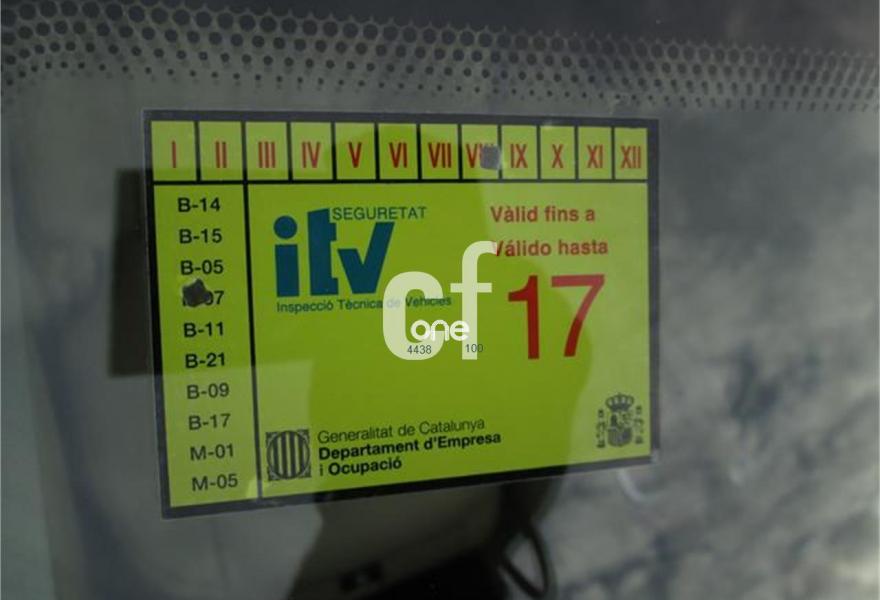 I II III IV V VI VII IX X XI XII
B-14
B-15
B-05
B-11
B-21
B-09
B-17
M-01
M-05
SEGURETAT
itv
Inspecció Tècnica de Vehicles
Vàlid fins a
Válido hasta
17
cf
one
4438 100
Generalitat de Catalunya
Departament d'Empresa
i Ocupació